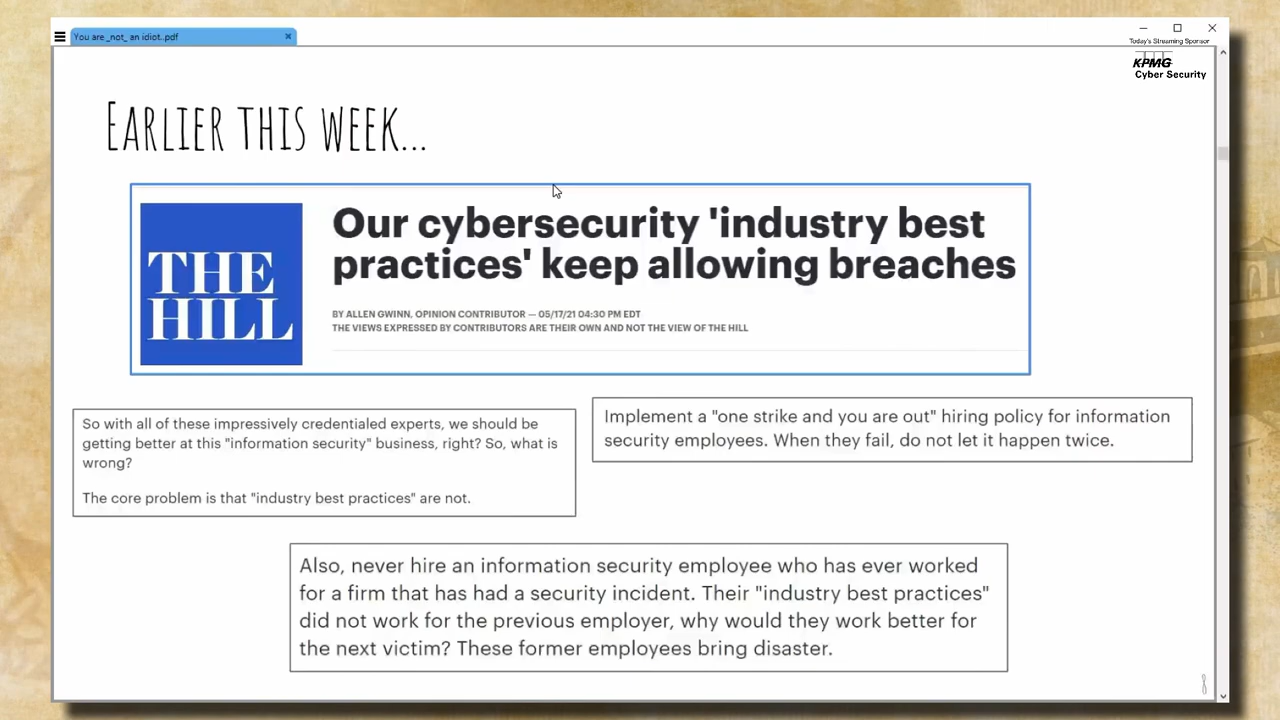 You are _not_ an idiot..pdf
Today's Streaming Sponsor
KPMG
Cyber Security
EARLIER THIS WEEK...
THE
HILL
Our cybersecurity 'industry best
practices' keep allowing breaches
BY ALLEN GWINN, OPINION CONTRIBUTOR — 05/17/21 04:30 PM EDT
THE VIEWS EXPRESSED BY CONTRIBUTORS ARE THEIR OWN AND NOT THE VIEW OF THE HILL
So with all of these impressively credentialed experts, we should be
getting better at this "information security" business, right? So, what is
wrong?
The core problem is that "industry best practices" are not.
Implement a "one strike and you are out" hiring policy for information
security employees. When they fail, do not let it happen twice.
Also, never hire an information security employee who has ever worked
for a firm that has had a security incident. Their "industry best practices"
did not work for the previous employer, why would they work better for
the next victim? These former employees bring disaster.